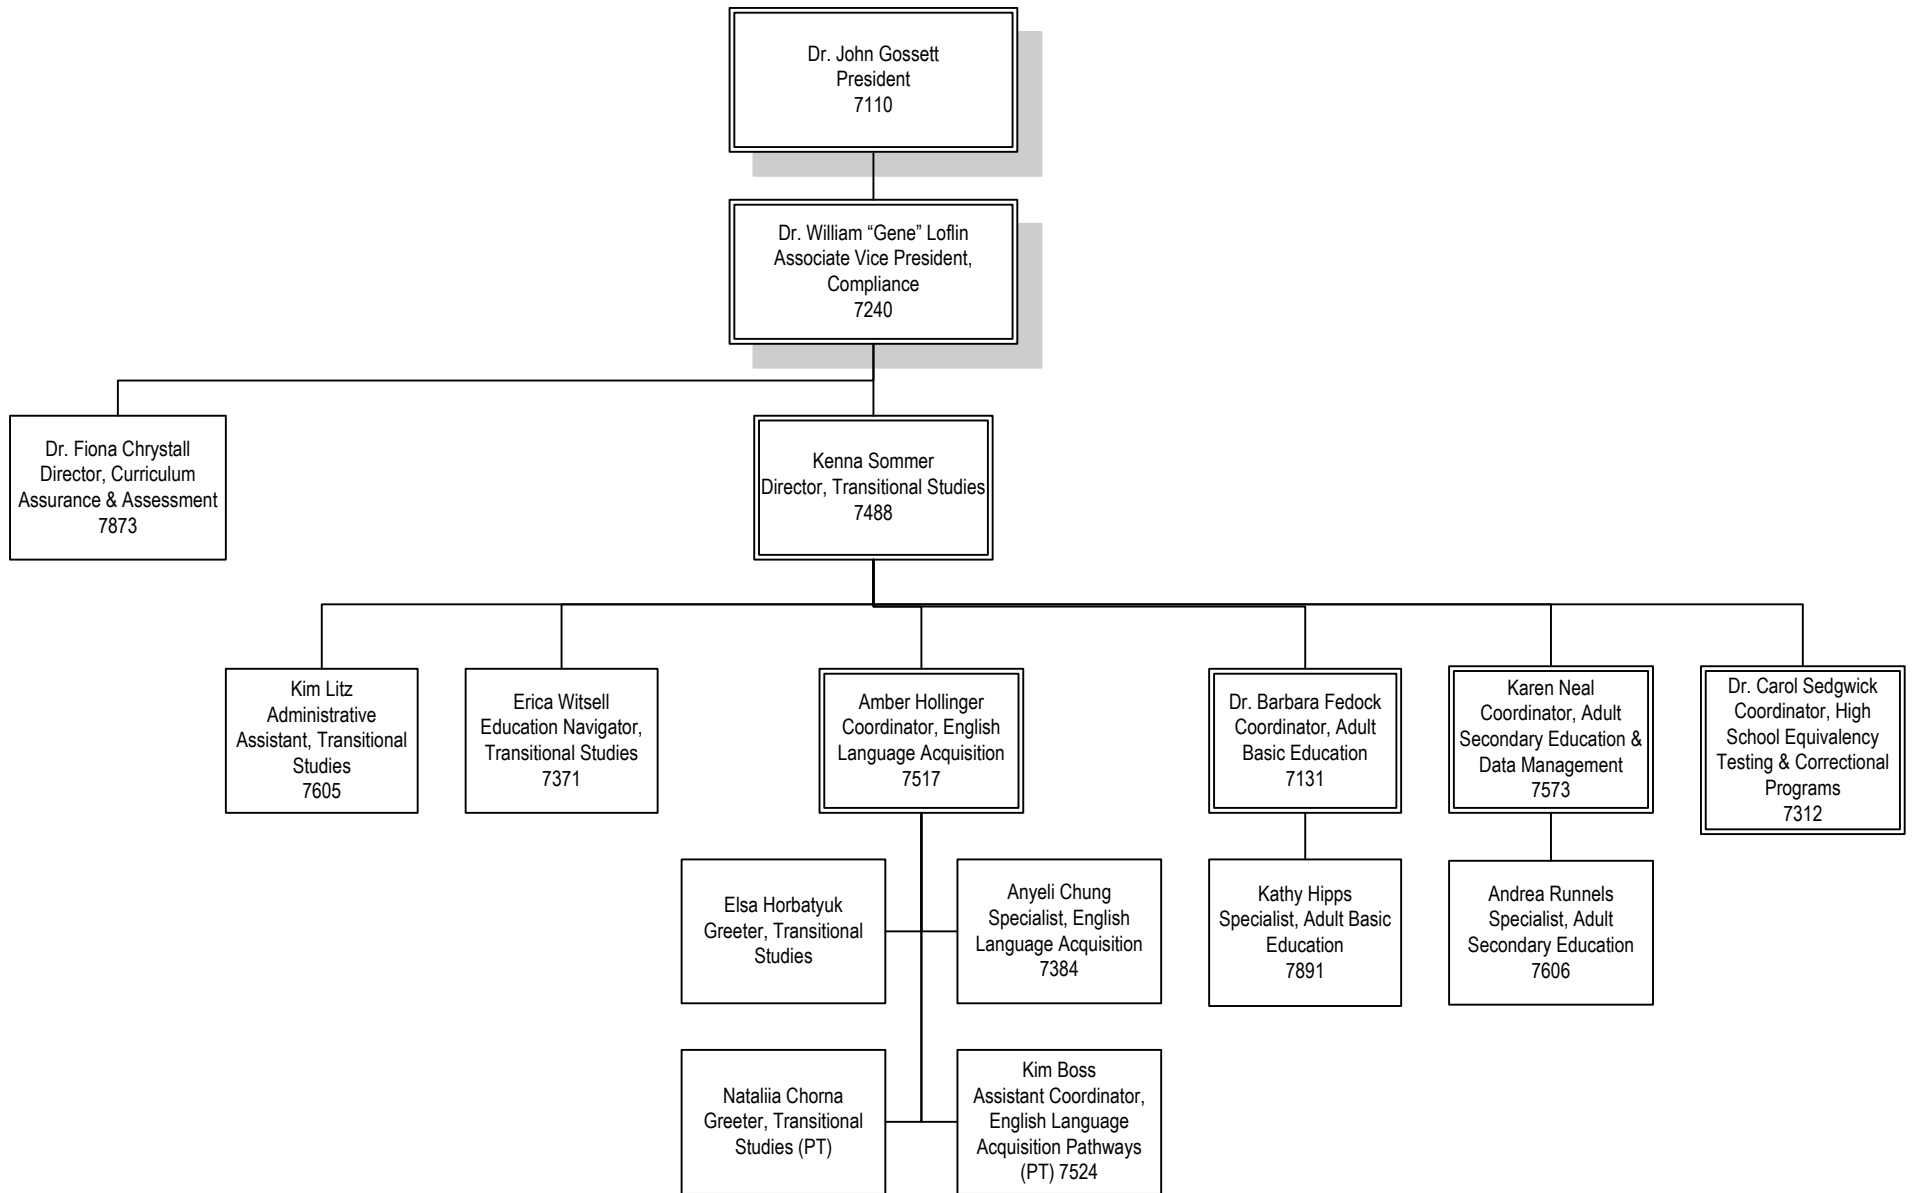 Dr. John Gossett
President
7110
Dr. William “Gene” Loflin
Associate Vice President,
Compliance
7240
Dr. Fiona Chrystall
Director, Curriculum
Assurance & Assessment
7873
Kenna Sommer
Director, Transitional Studies
7488
Kim Litz
Administrative
Assistant, Transitional
Studies
7605
Erica Witsell
Education Navigator,
Transitional Studies
7371
Amber Hollinger
Coordinator, English
Language Acquisition
7517
Dr. Barbara Fedock
Coordinator, Adult
Basic Education
7131
Karen Neal
Coordinator, Adult
Secondary Education &
Data Management
7573
Dr. Carol Sedgwick
Coordinator, High
School Equivalency
Testing & Correctional
Programs
7312
Elsa Horbatyuk
Greeter, Transitional
Studies
Anyeli Chung
Specialist, English
Language Acquisition
7384
Kathy Hipps
Specialist, Adult Basic
Education
7891
Andrea Runnels
Specialist, Adult
Secondary Education
7606
Nataliia Chorna
Greeter, Transitional
Studies (PT)
Kim Boss
Assistant Coordinator,
English Language
Acquisition Pathways
(PT) 7524